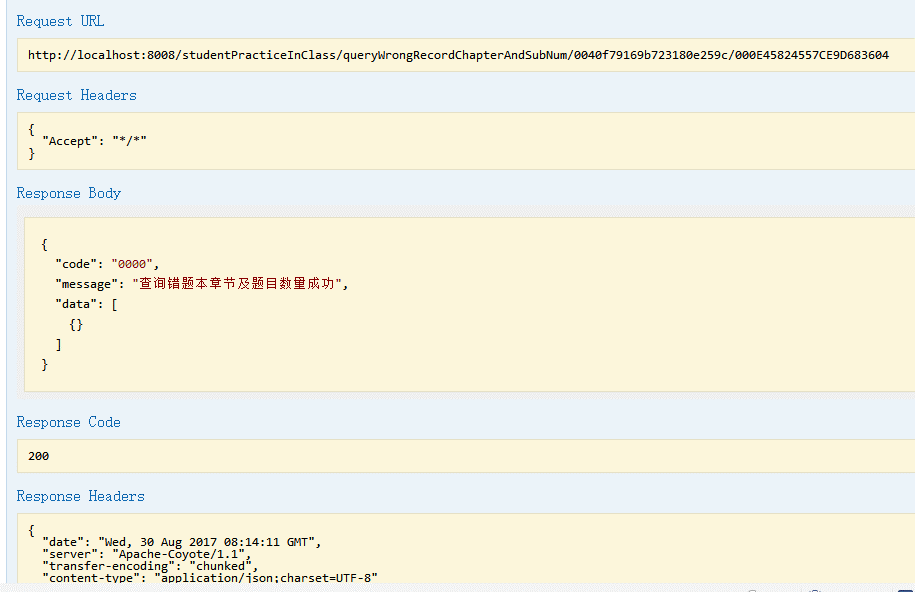 Request URL
http://localhost:8008/studentPracticeInClass/queryWrongRecordChapterAndSubNum/0040f79169b723180e259c/000E45824557CE9D683604
Request Headers
{
"Accept": "*/*"
}
Response Body
{
"code": "0000",
"message": "查询错题本章节及题目数量成功",
"data": [
{}
]
}
Response Code
200
Response Headers
{
"date": "Wed, 30 Aug 2017 08:14:11 GMT",
"server": "Apache-Coyote/1.1",
"transfer-encoding": "chunked",
"content-type": "application/json;charset=UTF-8"